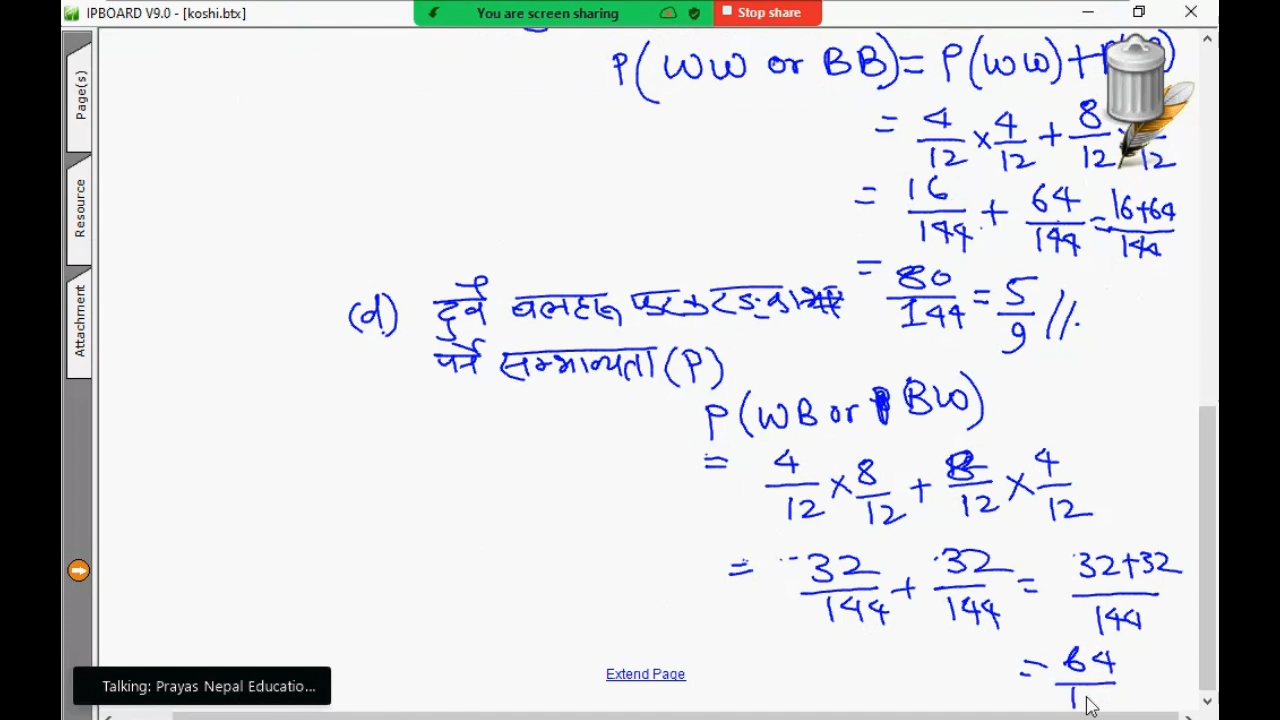 IPBOARD V9.0 - [koshi.btx]
You are screen sharing
Stop share
Page(s)
Resource
Attachment
P(WW or BB) = P(WW) +
= 4/12 × 4/12 + 8/12 × /12
= 16/144 + 64/144 = 16+64/144
= 80/144 = 5/9 //.
(d) दुवै बलहरू फरक
पर्ने सम्भाव्यता (P)
P(WB or BW)
= 4/12 × 8/12 + 8/12 × 4/12
= 32/144 + 32/144 = 32+32/144
= 64/1
Extend Page
Talking: Prayas Nepal Educatio...